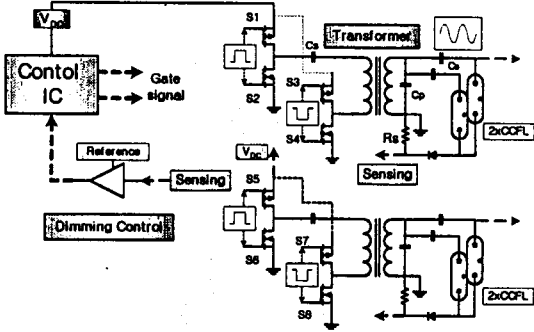 VDC
S1
Cs
Transformer
Contol
IC
Gate
signal
S2
S3
S4
Cp
Cs
Rs
2xCCFL
Reference
VDC
Sensing
Sensing
Dimming Control
S5
S6
S7
S8
2xCCFL